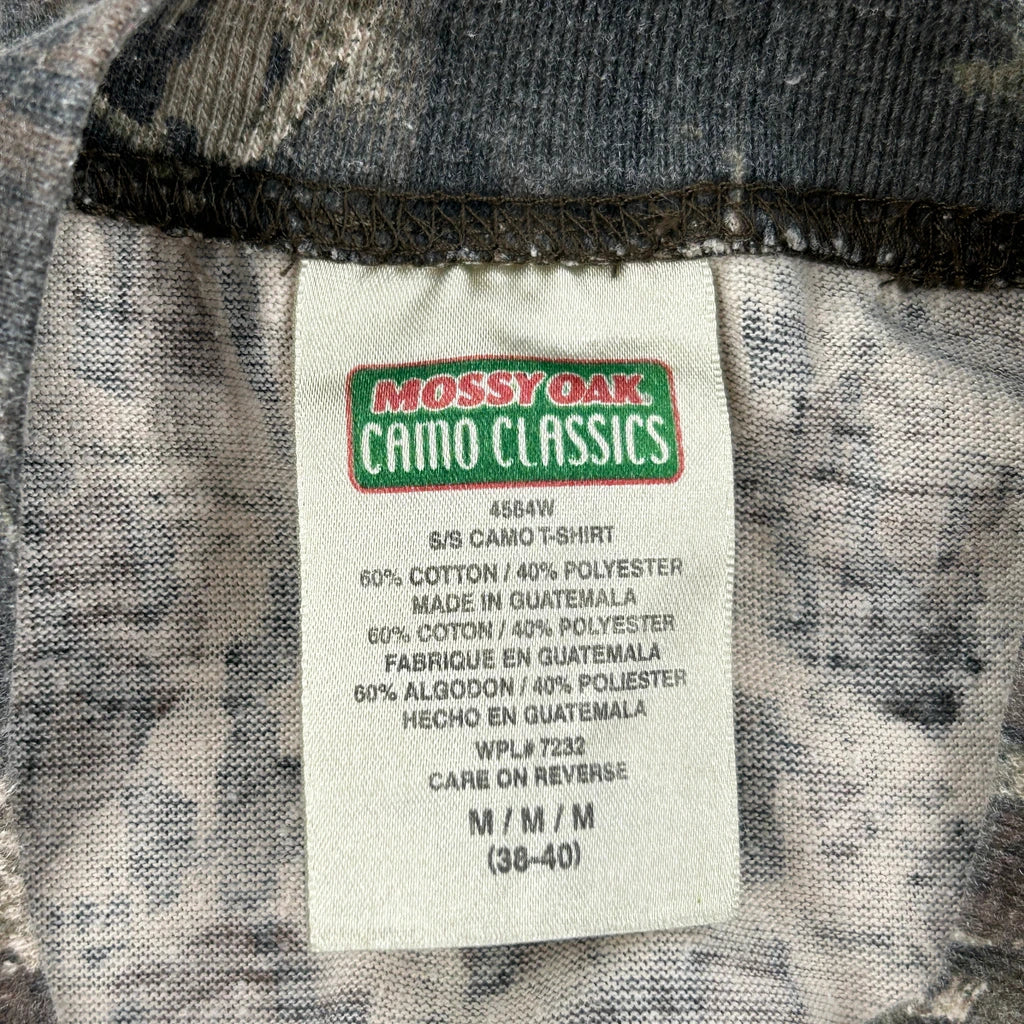 MOSSY OAK®
CAMO CLASSICS
4564W
S/S CAMO T-SHIRT
60% COTTON / 40% POLYESTER
MADE IN GUATEMALA
60% COTON / 40% POLYESTER
FABRIQUE EN GUATEMALA
60% ALGODON / 40% POLIESTER
HECHO EN GUATEMALA
WPL# 7232
CARE ON REVERSE
M / M / M
(38-40)